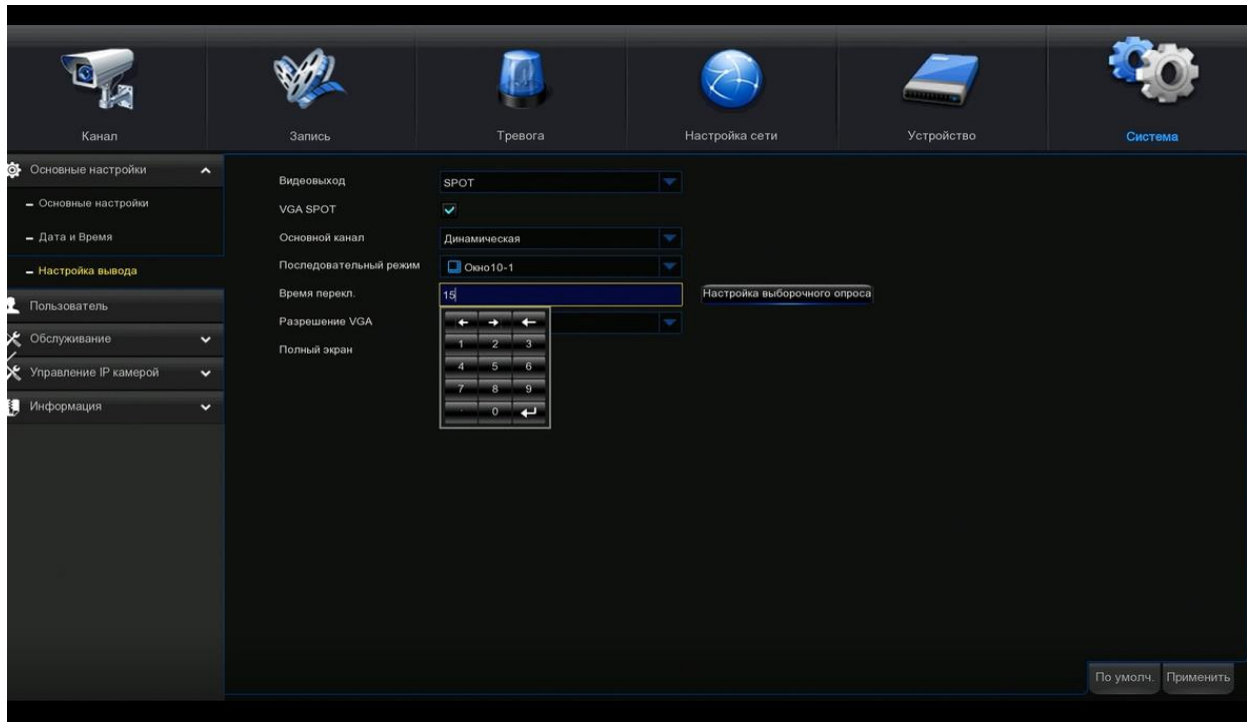 Канал
Запись
Тревога
Настройка сети
Устройство
Система
Основные настройки
Основные настройки
Дата и Время
Настройка вывода
Пользователь
Обслуживание
Управление IP камерой
Информация
Видеовыход SPOT
VGA SPOT
Основной канал Динамическая
Последовательный режим Окно10-1
Время перекл. 15 Настройка выборочного опроса
Разрешение VGA
Полный экран
1 2 3
4 5 6
7 8 9
0
По умолч. Применить